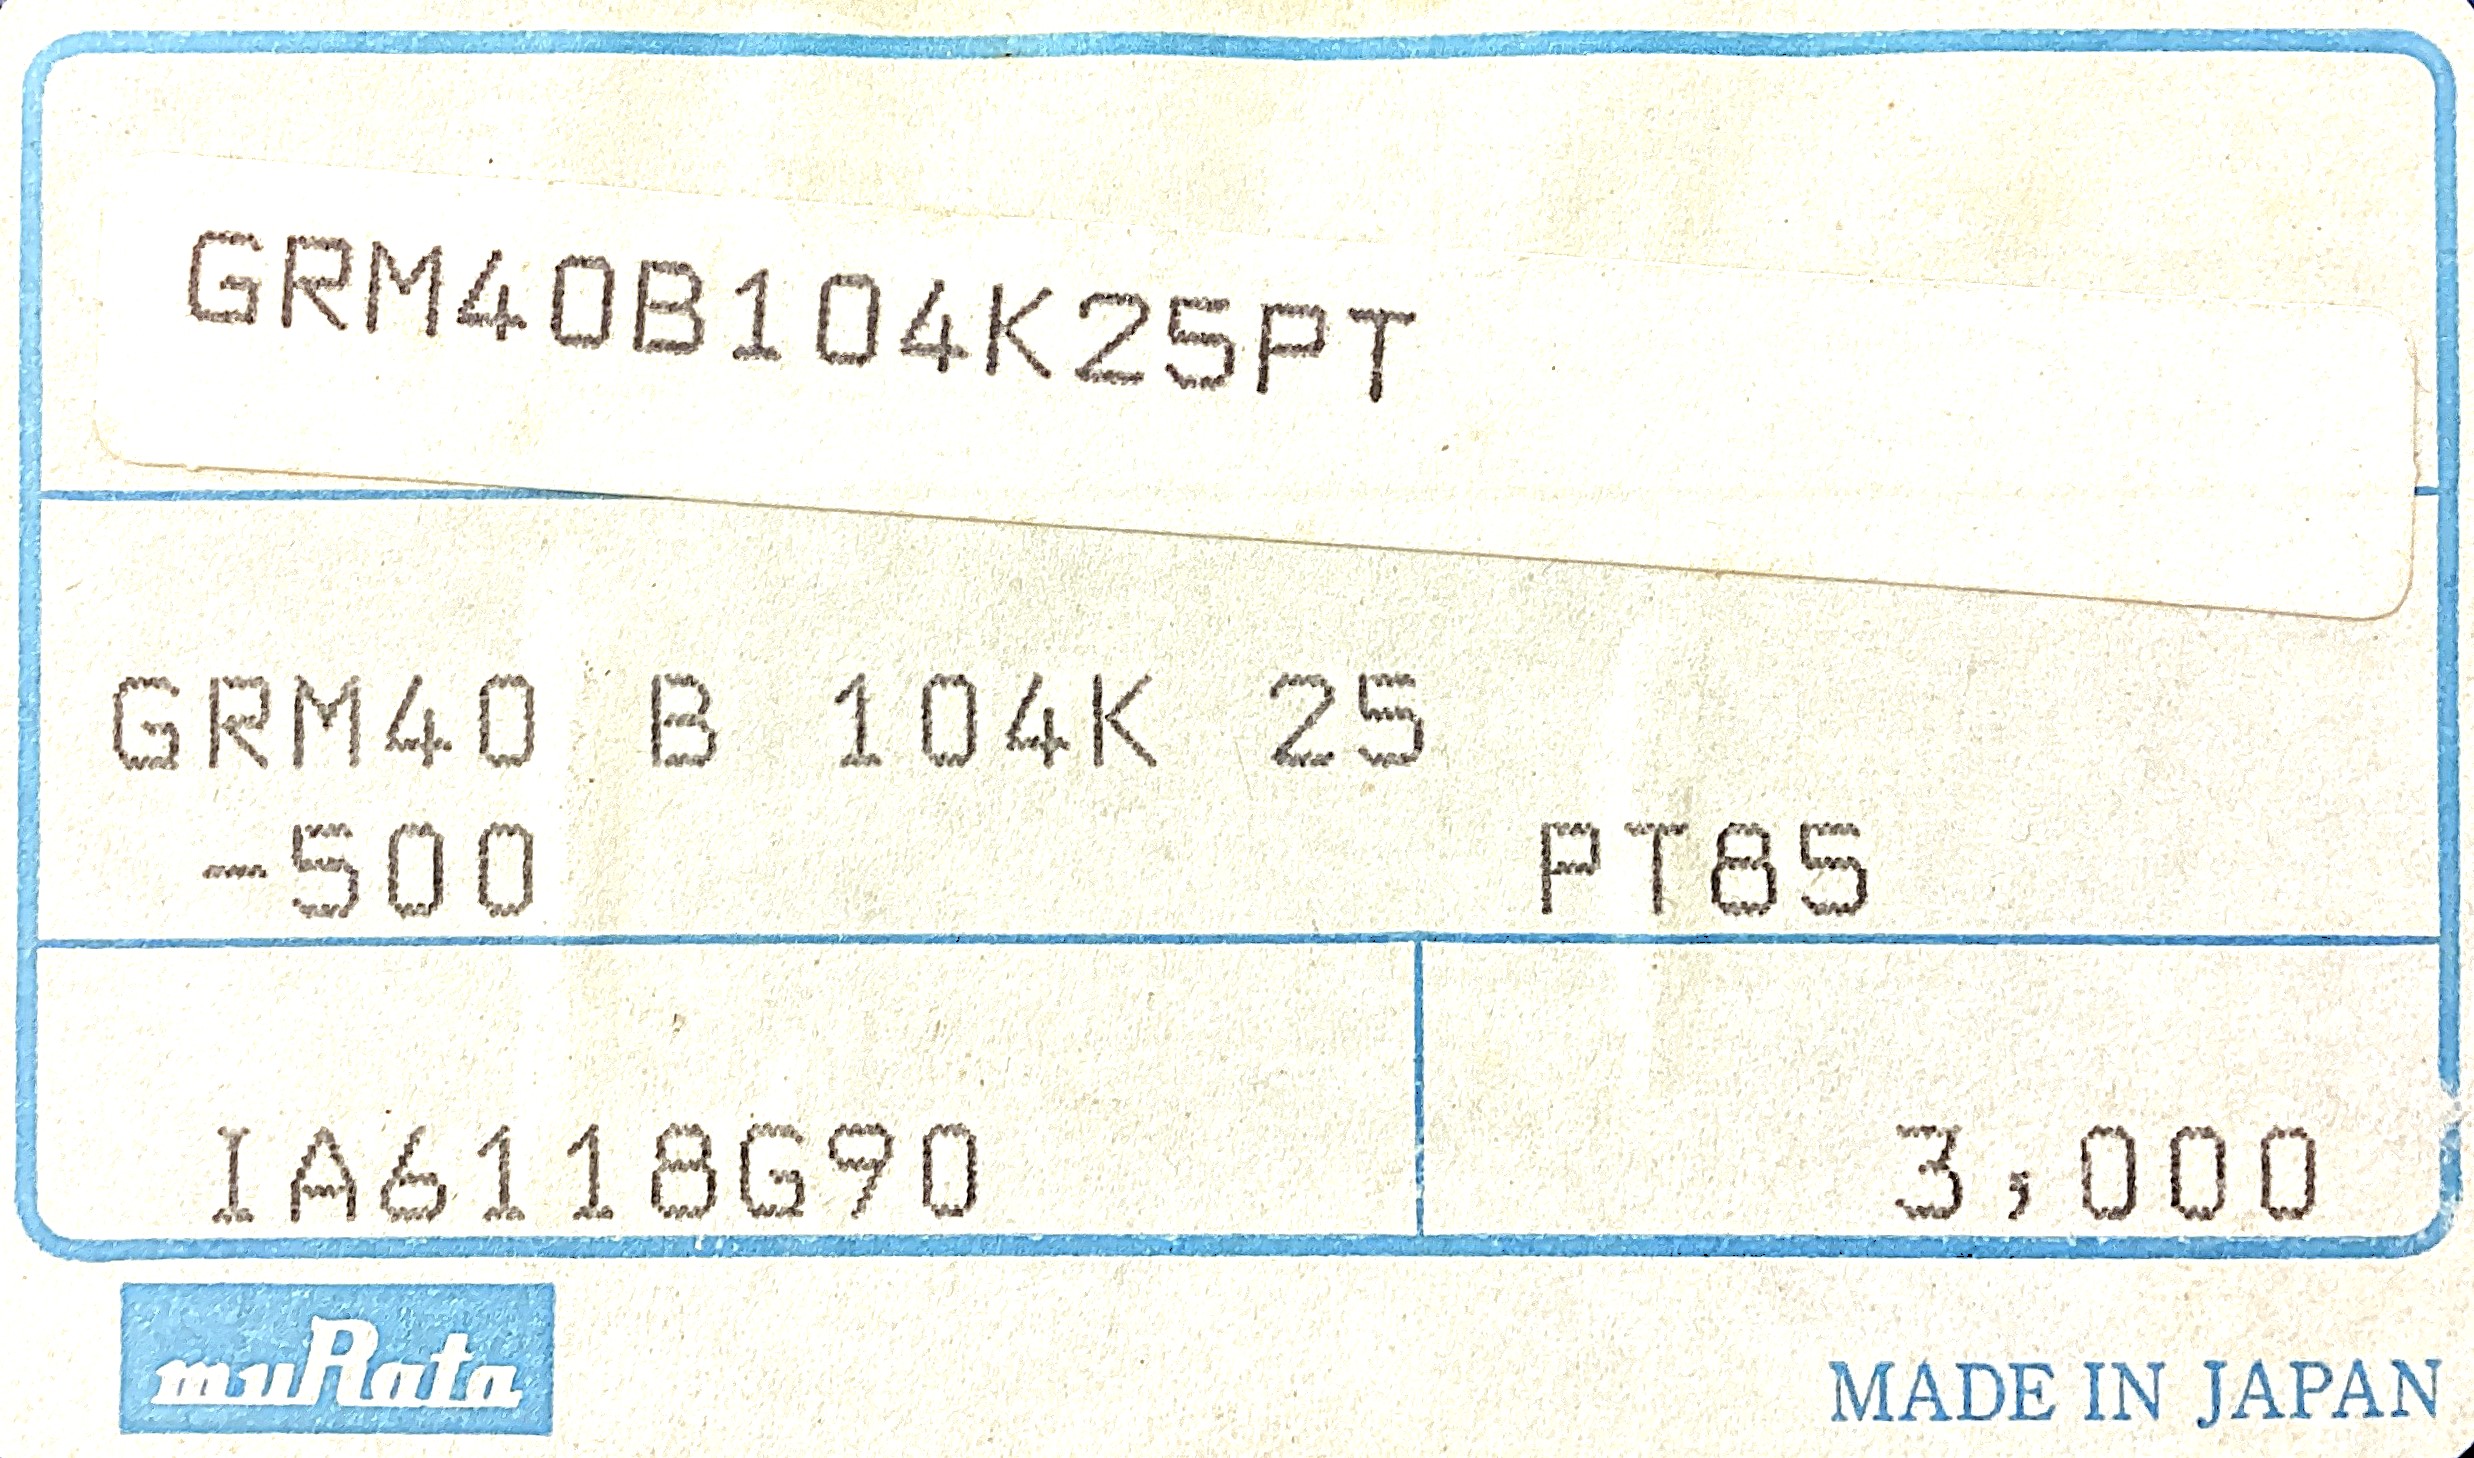 GRM40B104K25PT
GRM40 B 104K 25
-500 PT85
IA6118G90 3,000
muRata MADE IN JAPAN